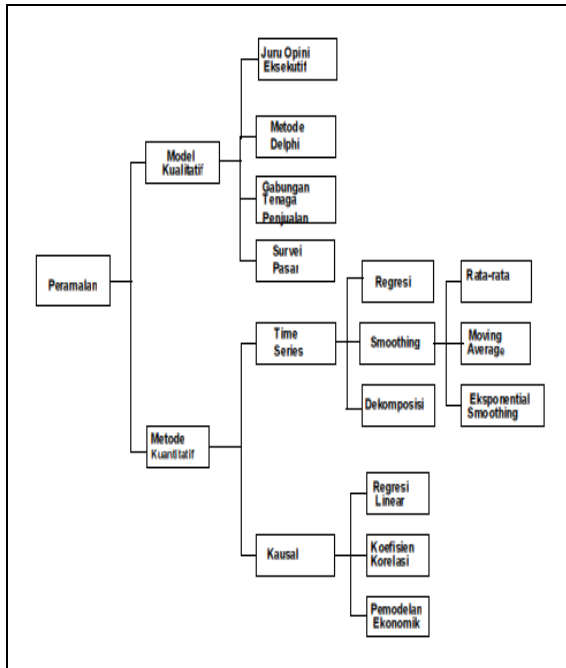 Juru Opini
Eksekutif
Metode
Delphi
Model
Kualitatif
Gabungan
Tenaga
Penjualan
Survei
Pasar
Peramalan
Regresi
Rata-rata
Time
Series
Smoothing
Moving
Average
Dekomposisi
Eksponential
Smoothing
Metode
Kuantitatif
Regresi
Linear
Kausal
Koefisien
Korelasi
Pemodelan
Ekonomik